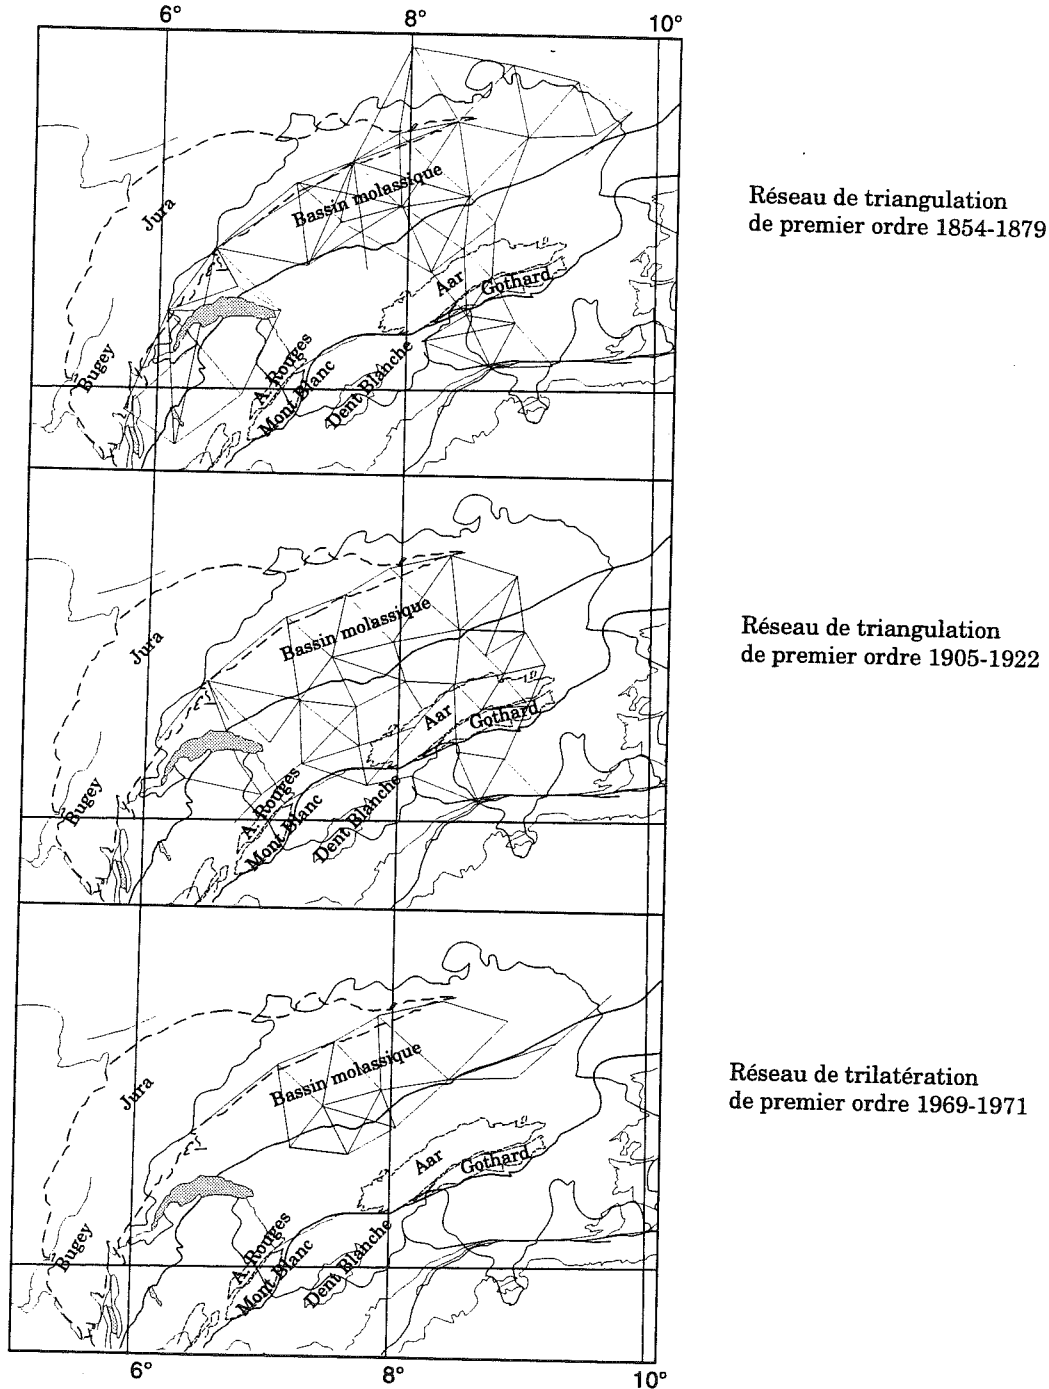 6°
8°
10°
Jura
Bassin molassique
Aar
Gothard
Bugey
A. Rouges
Mont Blanc
Dent Blanche
Réseau de triangulation
de premier ordre 1854-1879
Jura
Bassin molassique
Aar
Gothard
Bugey
A. Rouges
Mont Blanc
Dent Blanche
Réseau de triangulation
de premier ordre 1905-1922
Jura
Bassin molassique
Aar
Gothard
Bugey
A. Rouges
Mont Blanc
Dent Blanche
Réseau de trilatération
de premier ordre 1969-1971
6°
8°
10°